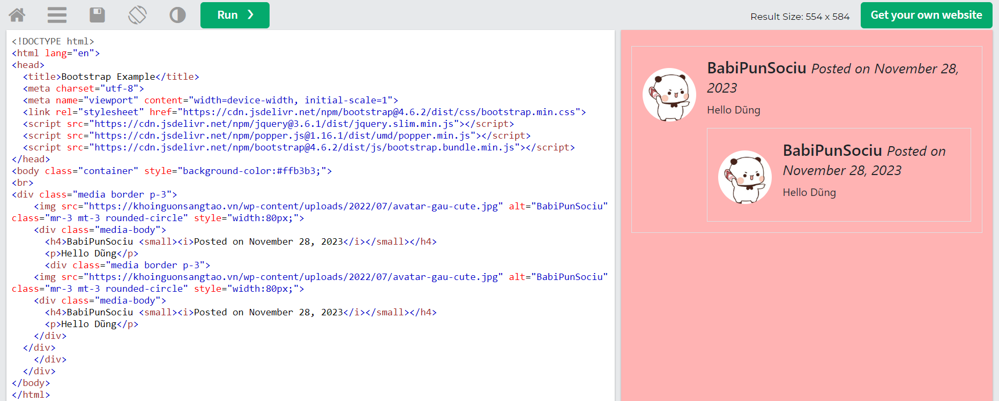 Run ❯
Result Size: 554 x 584
Get your own website
<!DOCTYPE html>
<html lang="en">
<head>
  <title>Bootstrap Example</title>
  <meta charset="utf-8">
  <meta name="viewport" content="width=device-width, initial-scale=1">
  <link rel="stylesheet" href="https://cdn.jsdelivr.net/npm/bootstrap@4.6.2/dist/css/bootstrap.min.css">
  <script src="https://cdn.jsdelivr.net/npm/jquery@3.6.1/dist/jquery.slim.min.js"></script>
  <script src="https://cdn.jsdelivr.net/npm/popper.js@1.16.1/dist/umd/popper.min.js"></script>
  <script src="https://cdn.jsdelivr.net/npm/bootstrap@4.6.2/dist/js/bootstrap.bundle.min.js"></script>
</head>
<body class="container" style="background-color:#ffb3b3;">
<br>
<div class="media border p-3">
    <img src="https://khoinguonsangtao.vn/wp-content/uploads/2022/07/avatar-gau-cute.jpg" alt="BabiPunSociu"
class="mr-3 mt-3 rounded-circle" style="width:80px;">
    <div class="media-body">
      <h4>BabiPunSociu <small><i>Posted on November 28, 2023</i></small></h4>
      <p>Hello Dũng</p>
      <div class="media border p-3">
    <img src="https://khoinguonsangtao.vn/wp-content/uploads/2022/07/avatar-gau-cute.jpg" alt="BabiPunSociu"
class="mr-3 mt-3 rounded-circle" style="width:80px;">
    <div class="media-body">
      <h4>BabiPunSociu <small><i>Posted on November 28, 2023</i></small></h4>
      <p>Hello Dũng</p>
    </div>
  </div>
    </div>
  </div>
</body>
</html>
BabiPunSociu Posted on November 28,
2023
Hello Dũng
BabiPunSociu Posted on
November 28, 2023
Hello Dũng